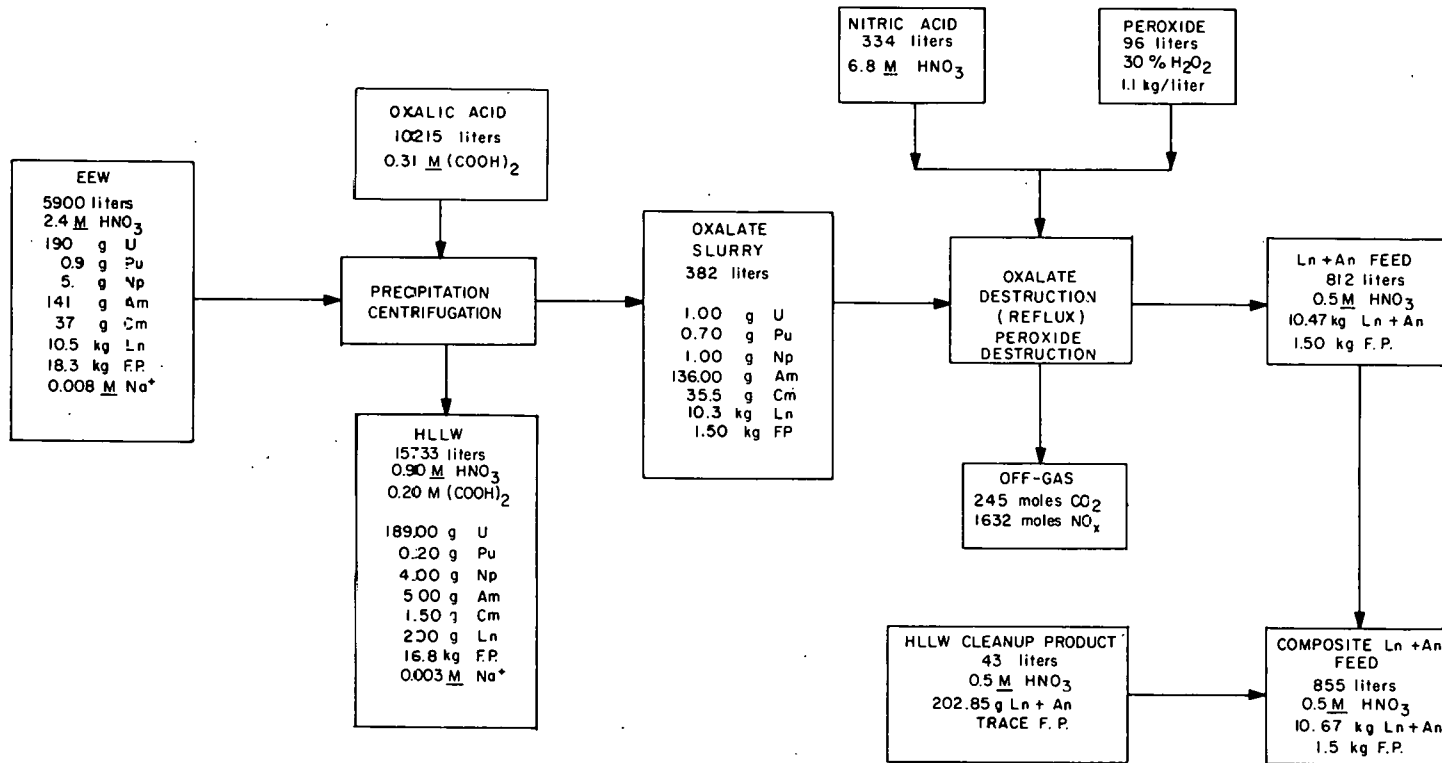 NITRIC ACID
334 liters
6.8 M HNO₃
PEROXIDE
96 liters
30 % H₂O₂
1.1 kg/liter
OXALIC ACID
10215 liters
0.31 M (COOH)₂
EEW
5900 liters
2.4 M HNO₃
190 g U
0.9 g Pu
5. g Np
141 g Am
37 g Cm
10.5 kg Ln
18.3 kg F.P.
0.008 M Na⁺
PRECIPITATION
CENTRIFUGATION
OXALATE
SLURRY
382 liters
1.00 g U
0.70 g Pu
1.00 g Np
136.00 g Am
35.5 g Cm
10.3 kg Ln
1.50 kg FP
OXALATE
DESTRUCTION
(REFLUX)
PEROXIDE
DESTRUCTION
Ln + An FEED
812 liters
0.5 M HNO₃
10.47 kg Ln + An
1.50 kg F.P.
HLLW
15733 liters
0.90 M HNO₃
0.20 M (COOH)₂
189.00 g U
0.20 g Pu
4.00 g Np
5.00 g Am
1.50 g Cm
200 g Ln
16.8 kg F.P.
0.003 M Na⁺
OFF-GAS
245 moles CO₂
1632 moles NOₓ
HLLW CLEANUP PRODUCT
43 liters
0.5 M HNO₃
202.85 g Ln + An
TRACE F.P.
COMPOSITE Ln + An
FEED
855 liters
0.5 M HNO₃
10.67 kg Ln + An
1.5 kg F.P.